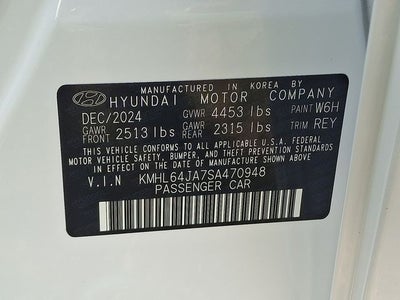 MANUFACTURED IN KOREA BY
HYUNDAI MOTOR COMPANY
DEC/2024 GVWR 4453 lbs PAINT W6H
GAWR FRONT 2513 lbs GAWR REAR 2315 lbs TRIM REY
THIS VEHICLE CONFORMS TO ALL APPLICABLE U.S.A. FEDERAL
MOTOR VEHICLE SAFETY, BUMPER, AND THEFT PREVENTION STANDARDS
IN EFFECT ON THE DATE OF MANUFACTURE SHOWN ABOVE.
V.I.N KMHL64JA7SA470948
PASSENGER CAR